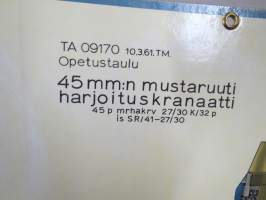 TA 09170 10.3.61.TM.
Opetustaulu
45 mm:n mustaruuti
harjoituskranaatti
45 p mrhakrv 27/30 K/32 p
is SR/41-27/30